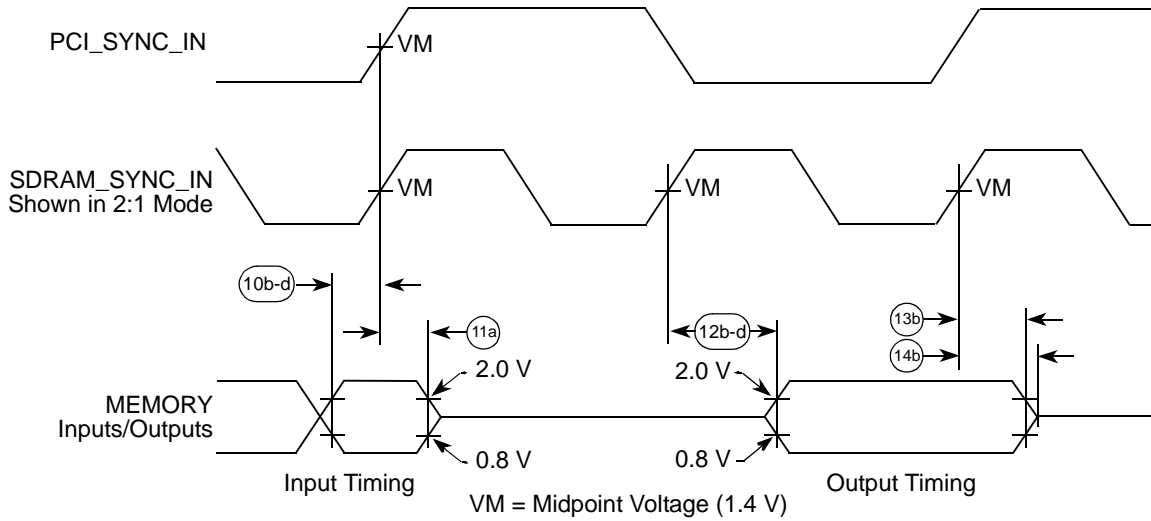 PCI_SYNC_IN
VM
SDRAM_SYNC_IN
Shown in 2:1 Mode
VM
VM
VM
10b-d
11a
12b-d
13b
14b
2.0 V
2.0 V
MEMORY
Inputs/Outputs
0.8 V
0.8 V
Input Timing
Output Timing
VM = Midpoint Voltage (1.4 V)